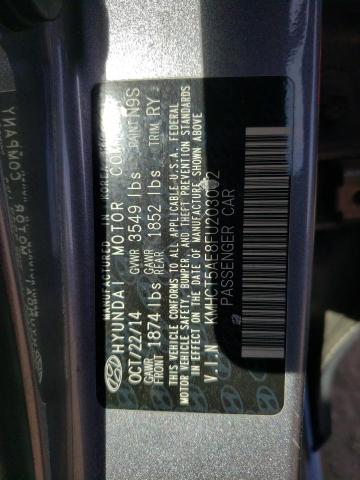 MANUFACTURED IN KOREA
HYUNDAI MOTOR
OCT/22/14 GVWR 3549 lbs PAINT N9S
GAWR FRONT 1874 lbs GAWR REAR 1852 lbs TRIM RY
THIS VEHICLE CONFORMS TO ALL APPLICABLE U.S.A. FEDERAL
MOTOR VEHICLE SAFETY, BUMPER, AND THEFT PREVENTION STANDARDS
IN EFFECT ON THE DATE OF MANUFACTURE SHOWN ABOVE.
V.I.N
PASSENGER CAR